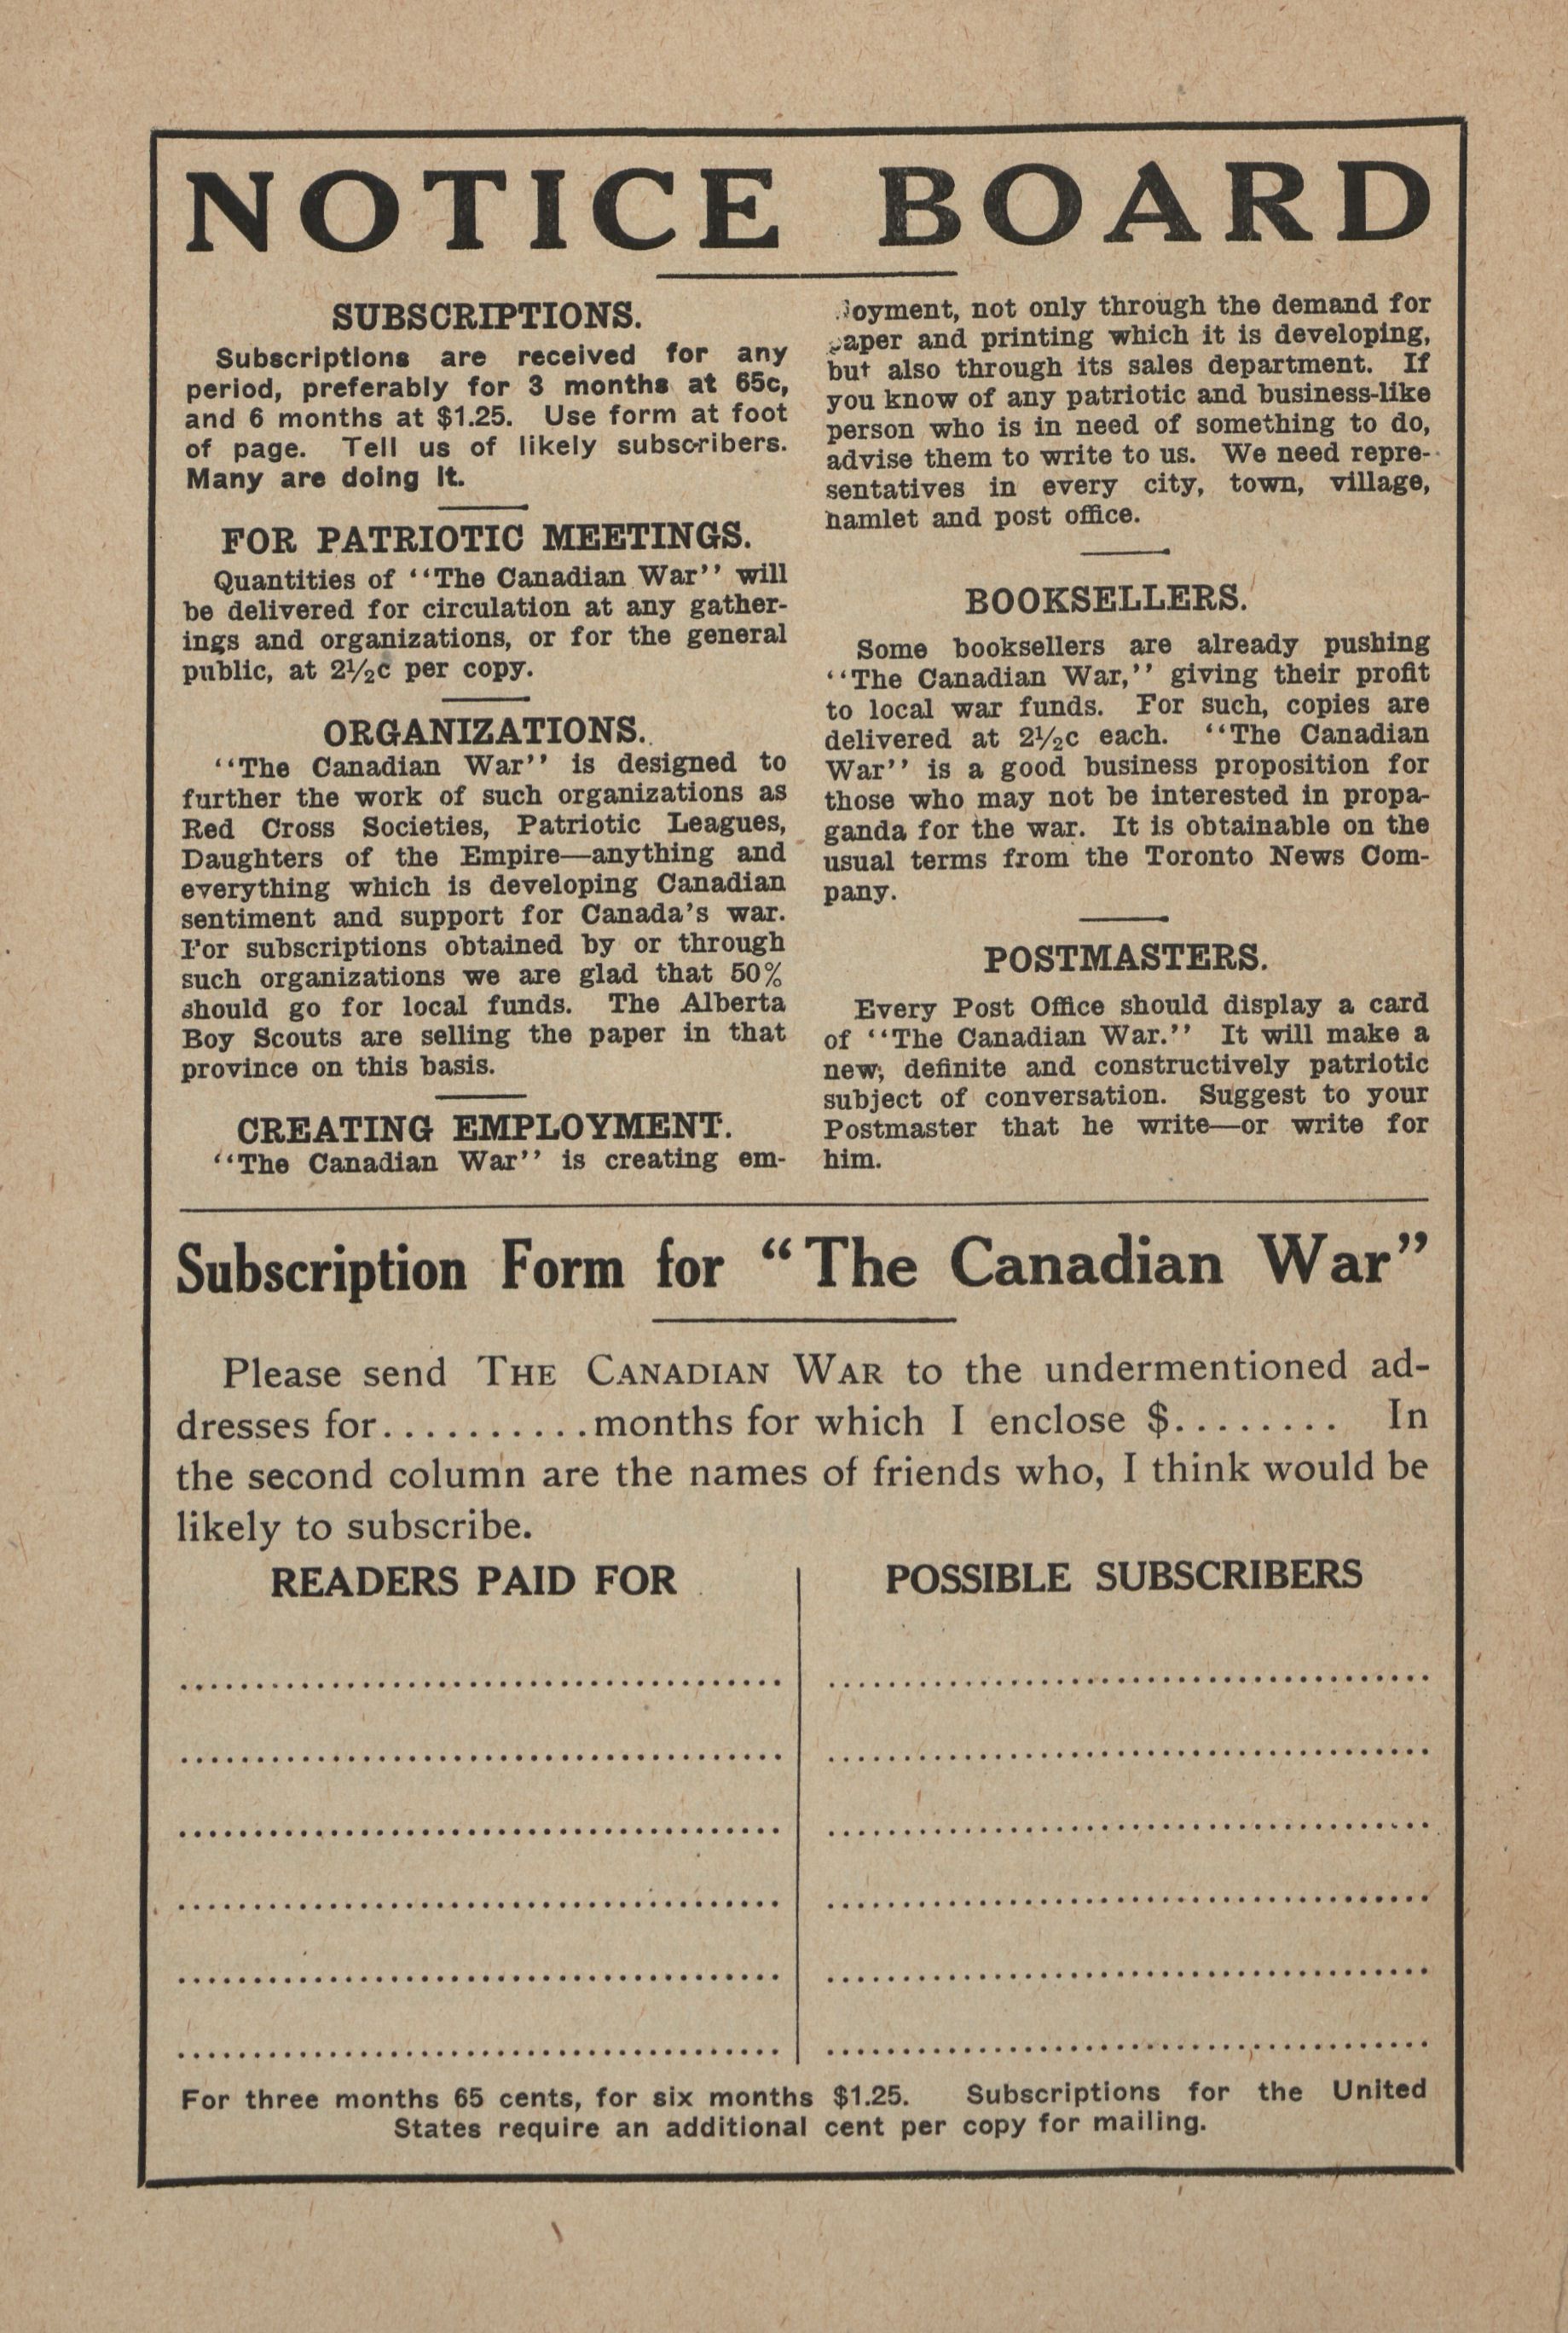 NOTICE BOARD
SUBSCRIPTIONS.
Subscriptions are received for any
period, preferably for 3 months at 65c,
and 6 months at $1.25. Use form at foot
of page. Tell us of likely subscribers.
Many are doing it.
FOR PATRIOTIC MEETINGS.
Quantities of "The Canadian War" will
be delivered for circulation at any gather-
ings and organizations, or for the general
public, at 2½c per copy.
ORGANIZATIONS.
"The Canadian War" is designed to
further the work of such organizations as
Red Cross Societies, Patriotic Leagues,
Daughters of the Empire—anything and
everything which is developing Canadian
sentiment and support for Canada's war.
For subscriptions obtained by or through
such organizations we are glad that 50%
should go for local funds. The Alberta
Boy Scouts are selling the paper in that
province on this basis.
CREATING EMPLOYMENT.
"The Canadian War" is creating em-
ployment, not only through the demand for
paper and printing which it is developing,
but also through its sales department. If
you know of any patriotic and business-like
person who is in need of something to do,
advise them to write to us. We need repre-
sentatives in every city, town, village,
hamlet and post office.
BOOKSELLERS.
Some booksellers are already pushing
"The Canadian War," giving their profit
to local war funds. For such, copies are
delivered at 2½c each. "The Canadian
War" is a good business proposition for
those who may not be interested in propa-
ganda for the war. It is obtainable on the
usual terms from the Toronto News Com-
pany.
POSTMASTERS.
Every Post Office should display a card
of "The Canadian War." It will make a
new, definite and constructively patriotic
subject of conversation. Suggest to your
Postmaster that he write—or write for
him.
Subscription Form for "The Canadian War"
Please send THE CANADIAN WAR to the undermentioned ad-
dresses for..........months for which I enclose $........ In
the second column are the names of friends who, I think would be
likely to subscribe.
READERS PAID FOR
POSSIBLE SUBSCRIBERS
For three months 65 cents, for six months $1.25. Subscriptions for the United
States require an additional cent per copy for mailing.